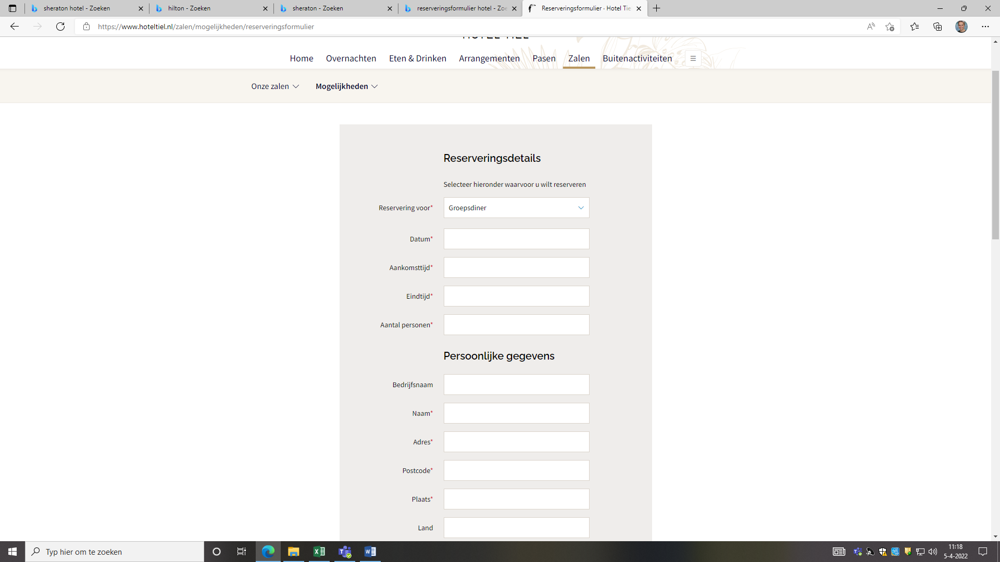 sheraton hotel - Zoeken
hilton - Zoeken
sheraton - Zoeken
reserveringsformulier hotel - Zoe
Reserveringsformulier · Hotel Tie
https://www.hoteltiel.nl/zalen/mogelijkheden/reserveringsformulier
HOTEL TIEL
Home Overnachten Eten & Drinken Arrangementen Pasen Zalen Buitenactiviteiten
Onze zalen Mogelijkheden
Reserveringsdetails
Selecteer hieronder waarvoor u wilt reserveren
Reservering voor* Groepsdiner
Datum*
Aankomsttijd*
Eindtijd*
Aantal personen*
Persoonlijke gegevens
Bedrijfsnaam
Naam*
Adres*
Postcode*
Plaats*
Land
Typ hier om te zoeken
11:18
5-4-2022